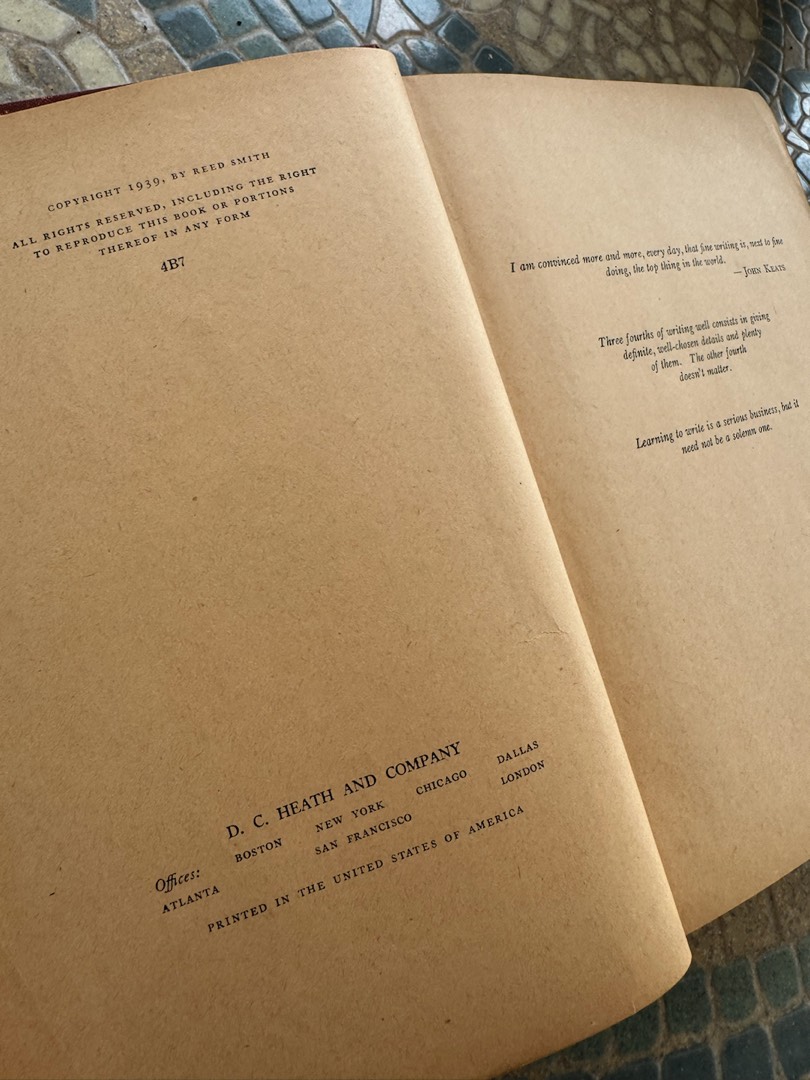 COPYRIGHT 1939, BY REED SMITH
ALL RIGHTS RESERVED, INCLUDING THE RIGHT
TO REPRODUCE THIS BOOK OR PORTIONS
THEREOF IN ANY FORM
4B7
D. C. HEATH AND COMPANY
Offices: BOSTON NEW YORK CHICAGO DALLAS
ATLANTA SAN FRANCISCO LONDON
PRINTED IN THE UNITED STATES OF AMERICA
I am convinced more and more, every day, that fine writing is, next to fine
doing, the top thing in the world.
—JOHN KEATS
Three fourths of writing well consists in giving
definite, well-chosen details and plenty
of them. The other fourth
doesn't matter.
Learning to write is a serious business, but it
need not be a solemn one.